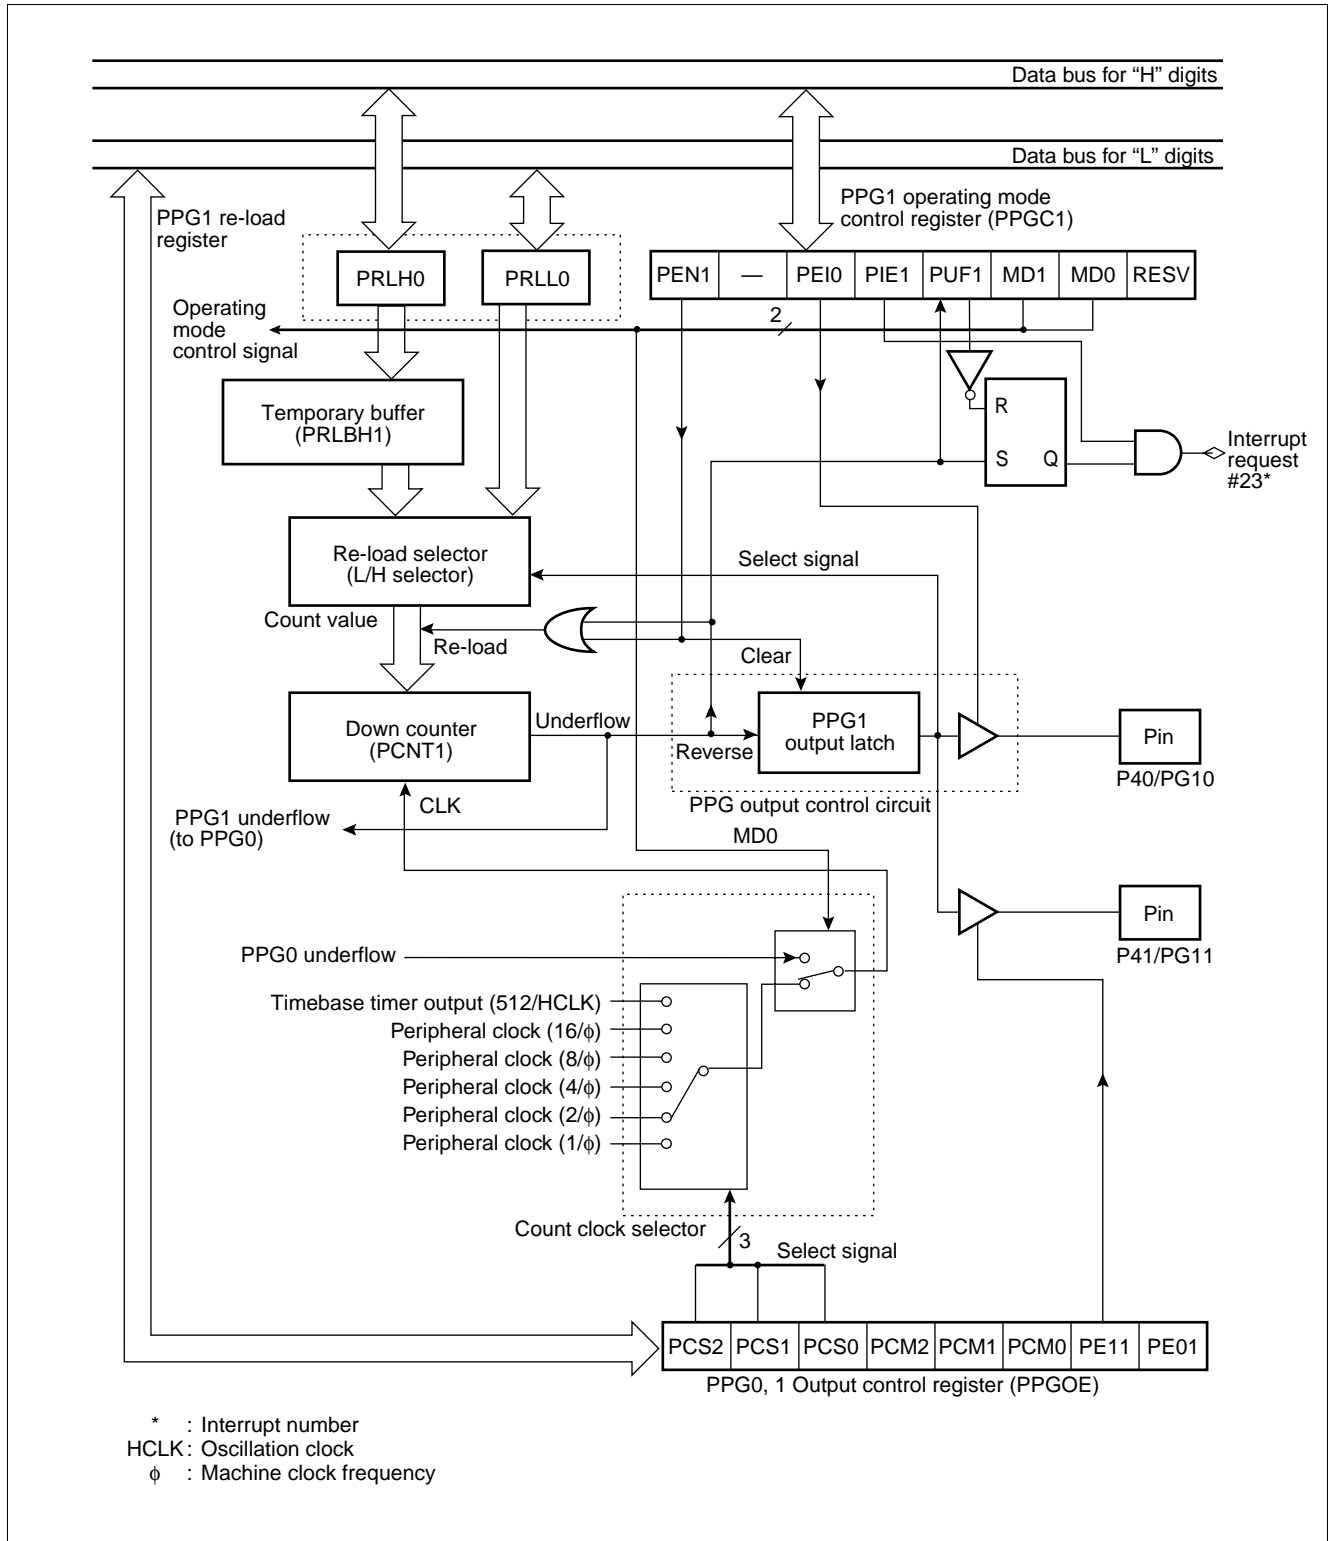 Data bus for “H” digits
Data bus for “L” digits
PPG1 re-load
register
PPG1 operating mode
control register (PPGC1)
PRLH0
PRLL0
PEN1
—
PEI0
PIE1
PUF1
MD1
MD0
RESV
Operating
mode
control signal
2
Temporary buffer
(PRLBH1)
R
S
Q
Interrupt
request
#23*
Re-load selector
(L/H selector)
Select signal
Count value
Re-load
Clear
Down counter
(PCNT1)
Underflow
Reverse
PPG1
output latch
Pin
P40/PG10
PPG output control circuit
CLK
PPG1 underflow
(to PPG0)
MD0
Pin
P41/PG11
PPG0 underflow
Timebase timer output (512/HCLK)
Peripheral clock (16/ϕ)
Peripheral clock (8/ϕ)
Peripheral clock (4/ϕ)
Peripheral clock (2/ϕ)
Peripheral clock (1/ϕ)
Count clock selector
3
Select signal
PCS2
PCS1
PCS0
PCM2
PCM1
PCM0
PE11
PE01
PPG0, 1 Output control register (PPGOE)
* : Interrupt number
HCLK : Oscillation clock
ϕ : Machine clock frequency